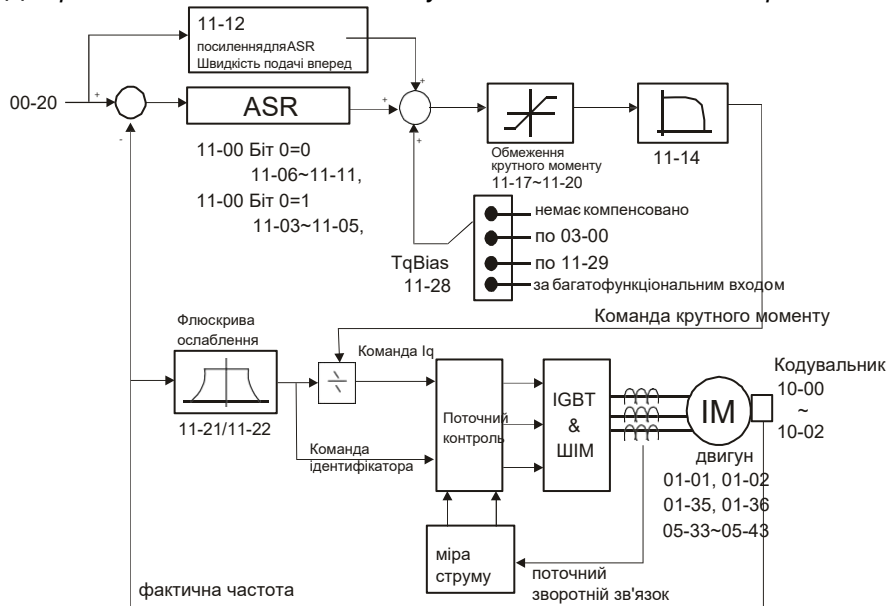 11-12
посиленнядляASR
Швидкість подачі вперед
00-20
+
-
ASR
+
+
+
11-00 Біт 0=0
11-06~11-11,
11-00 Біт 0=1
11-03~11-05,
Обмеження
крутного моменту
11-17~11-20
11-14
немає компенсовано
по 03-00
по 11-29
за багатофункціональним входом
TqBias
11-28
Команда крутного моменту
Флюскрива
ослаблення
11-21/11-22
Команда Iq
Команда
ідентифікатора
Поточний
контроль
IGBT
&
ШІМ
IM
двигун
01-01, 01-02
01-35, 01-36
05-33~05-43
Кодувальник
10-00
~
10-02
міра
струму
поточний
зворотній зв'язок
фактична частота